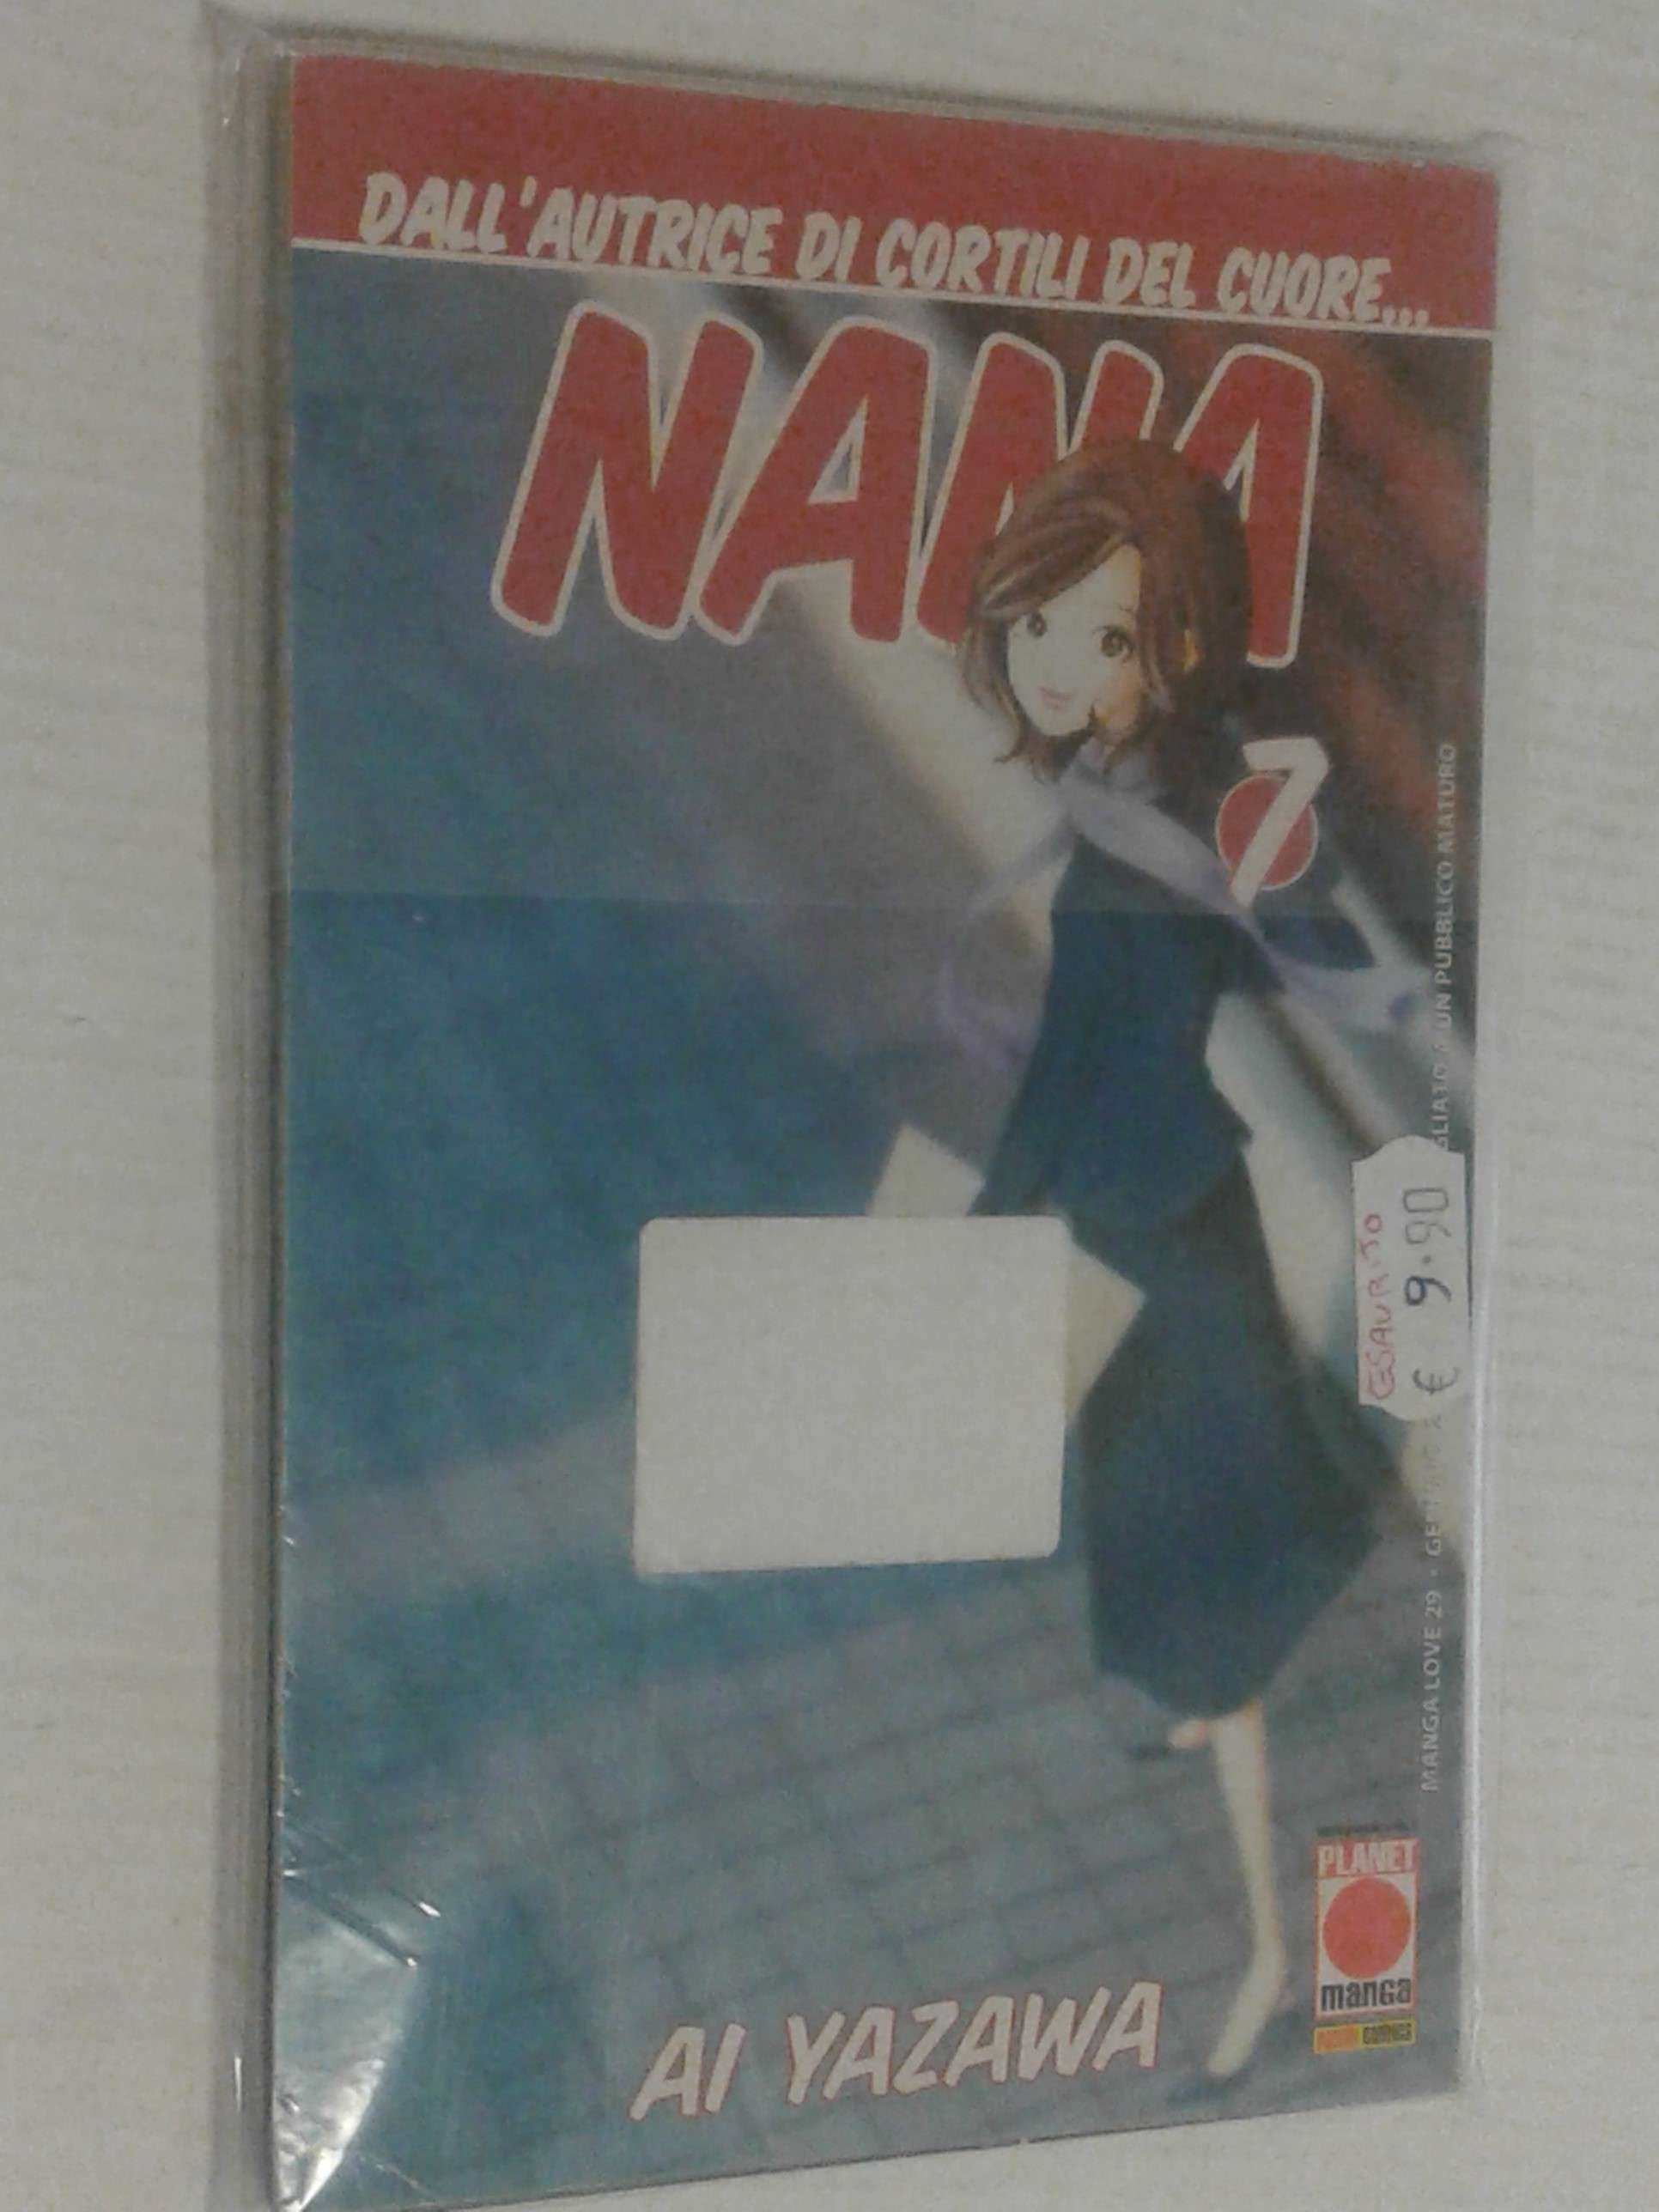 DALL'AUTRICE DI CORTILI DEL CUORE...
NANA
7
UN PUBBLICO MATURO
ESAURITO
€ 9.90
MANGA LOVE 29 •
PLANET
manGa
COMICS
AI YAZAWA